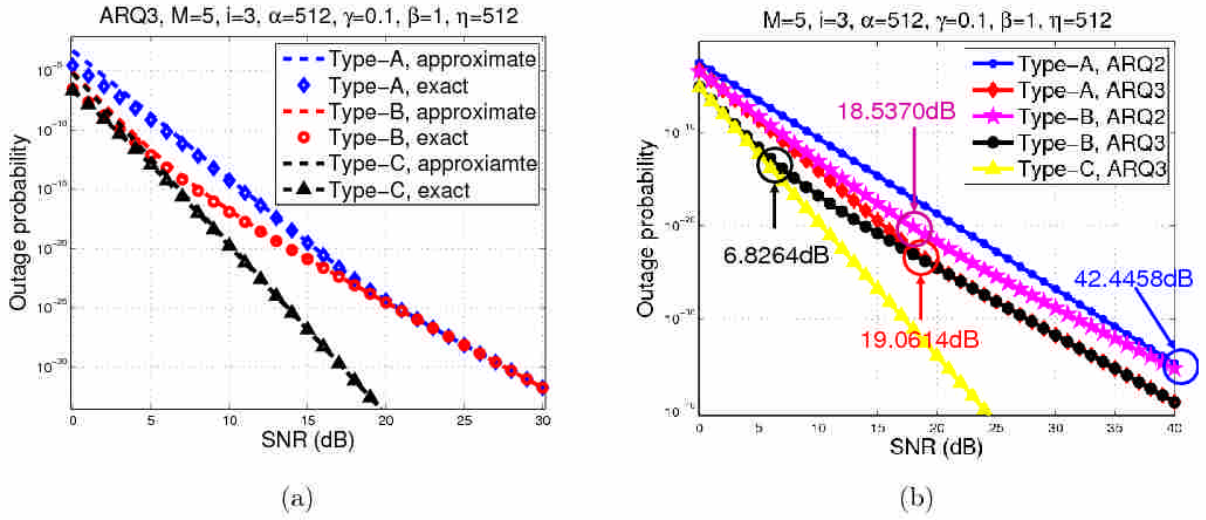 ARQ3, M=5, i=3, α=512, γ=0.1, β=1, η=512
Outage probability
10⁻⁵
10⁻¹⁰
10⁻¹⁵
10⁻²⁰
10⁻²⁵
10⁻³⁰
Type-A, approximate
Type-A, exact
Type-B, approximate
Type-B, exact
Type-C, approxiamte
Type-C, exact
0 5 10 15 20 25 30
SNR (dB)
(a)
M=5, i=3, α=512, γ=0.1, β=1, η=512
Outage probability
Type-A, ARQ2
Type-A, ARQ3
Type-B, ARQ2
Type-B, ARQ3
Type-C, ARQ3
18.5370dB
6.8264dB
42.4458dB
19.0614dB
0 5 10 15 20 25 30 35 40
SNR (dB)
(b)